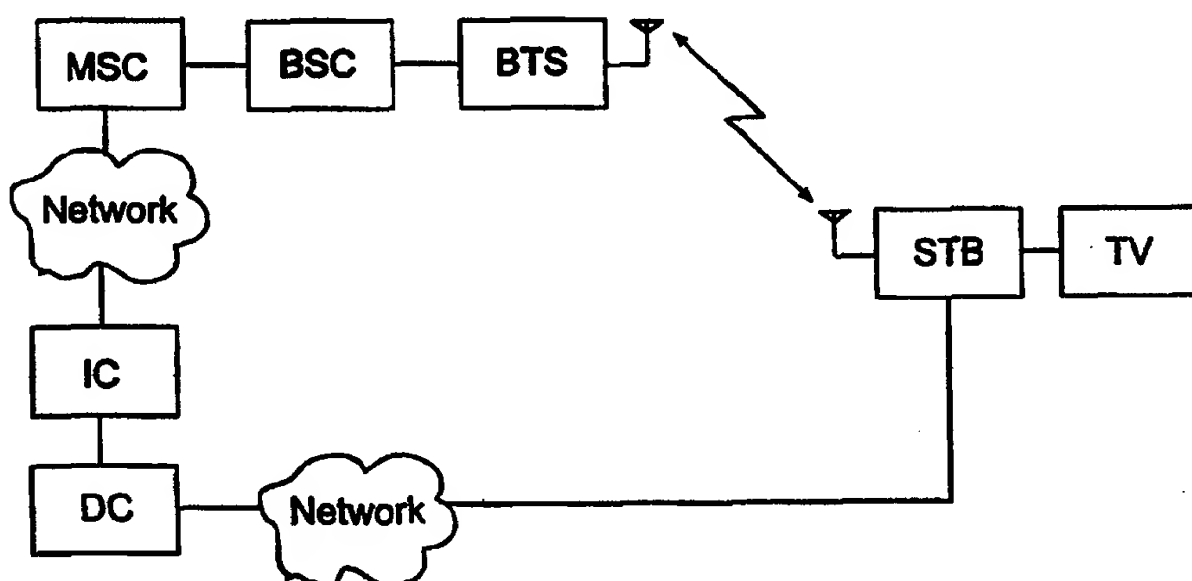 MSC
BSC
BTS
Network
STB
TV
IC
DC
Network